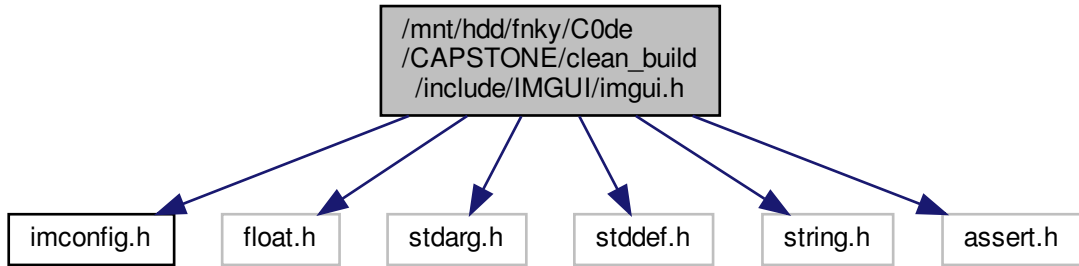 /mnt/hdd/fnky/C0de
/CAPSTONE/clean_build
/include/IMGUI/imgui.h
imconfig.h
float.h
stdarg.h
stddef.h
string.h
assert.h